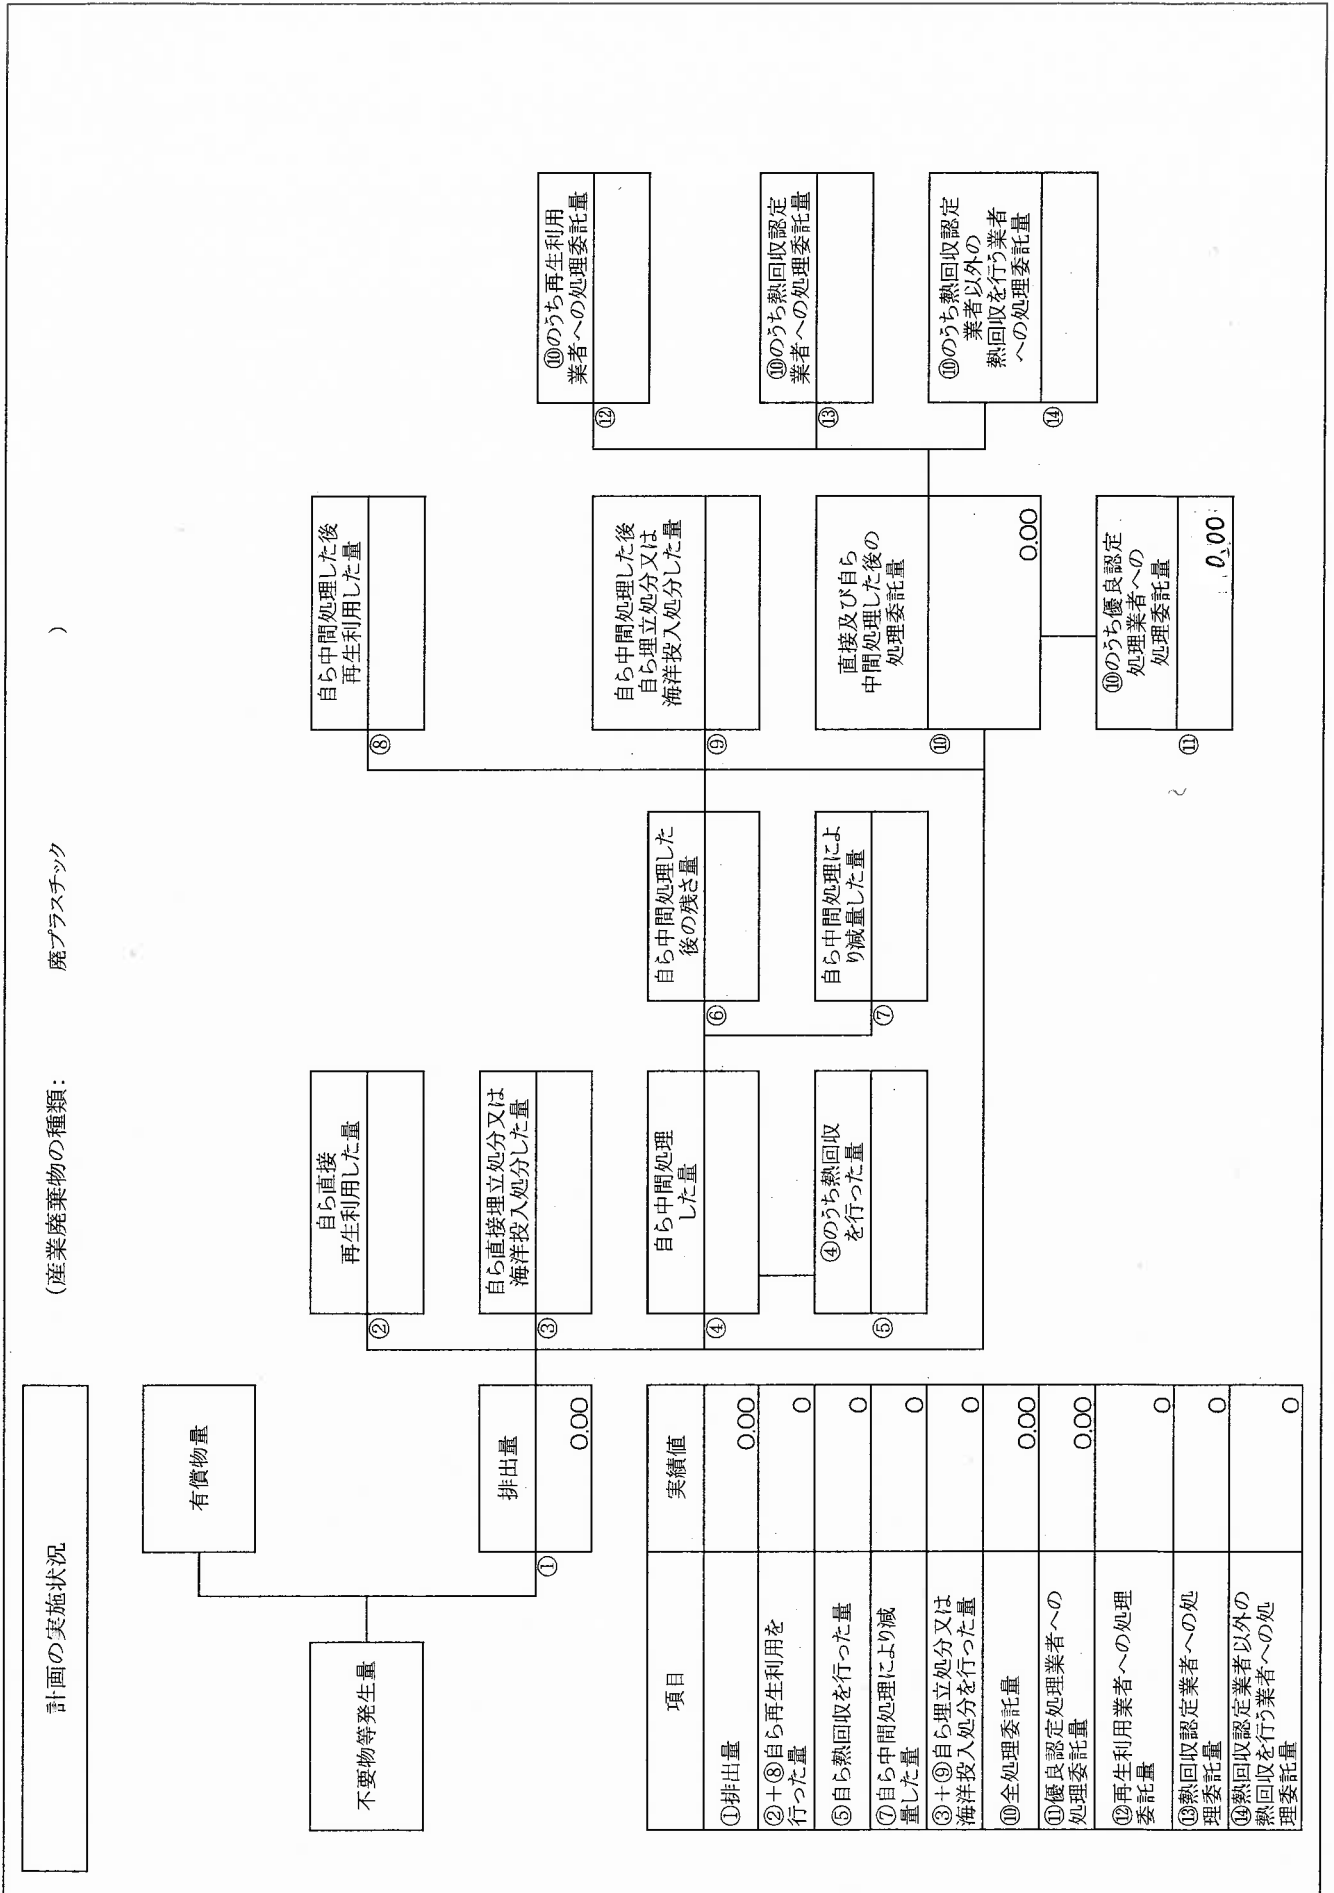 計画の実施状況
(産業廃棄物の種類: 廃プラスチック )
不要物等発生量
有償物量
排出量
①
0.00
自ら直接
再生利用した量
②
自ら直接埋立処分又は
海洋投入処分した量
③
自ら中間処理
した量
④
④のうち熱回収
を行った量
⑤
自ら中間処理した
後の残さ量
⑥
自ら中間処理によ
り減量した量
⑦
自ら中間処理した後
再生利用した量
⑧
自ら中間処理した後
自ら埋立処分又は
海洋投入処分した量
⑨
直接及び自ら
中間処理した後の
処理委託量
⑩
0.00
⑩のうち優良認定
処理業者への
処理委託量
⑪
0.00
⑩のうち再生利用
業者への処理委託量
⑫
⑩のうち熱回収認定
業者への処理委託量
⑬
⑩のうち熱回収認定
業者以外の
熱回収を行う業者
への処理委託量
⑭
項目 実績値
①排出量 0.00
②+⑧自ら再生利用を
行った量 0
⑤自ら熱回収を行った量 0
⑦自ら中間処理により減
量した量 0
③+⑨自ら埋立処分又は
海洋投入処分を行った量 0
⑩全処理委託量 0.00
⑪優良認定処理業者への
処理委託量 0.00
⑫再生利用業者への処理
委託量 0
⑬熱回収認定業者への処
理委託量 0
⑭熱回収認定業者以外の
熱回収を行う業者への処
理委託量 0